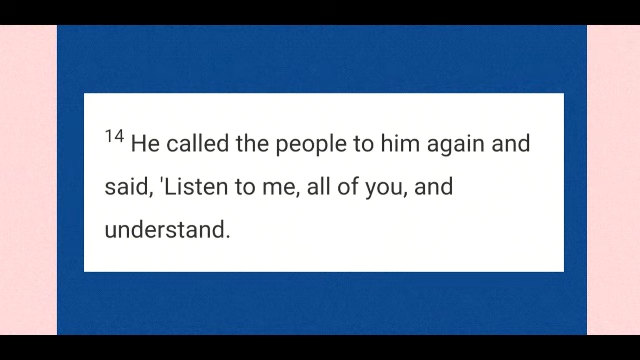 14 He called the people to him again and
said, 'Listen to me, all of you, and
understand.